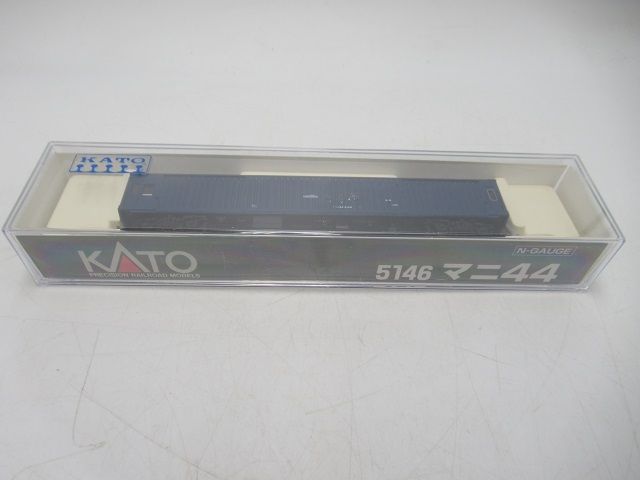 KATO
KATO
PRECISION RAILROAD MODELS
N-GAUGE
5146 マニ44